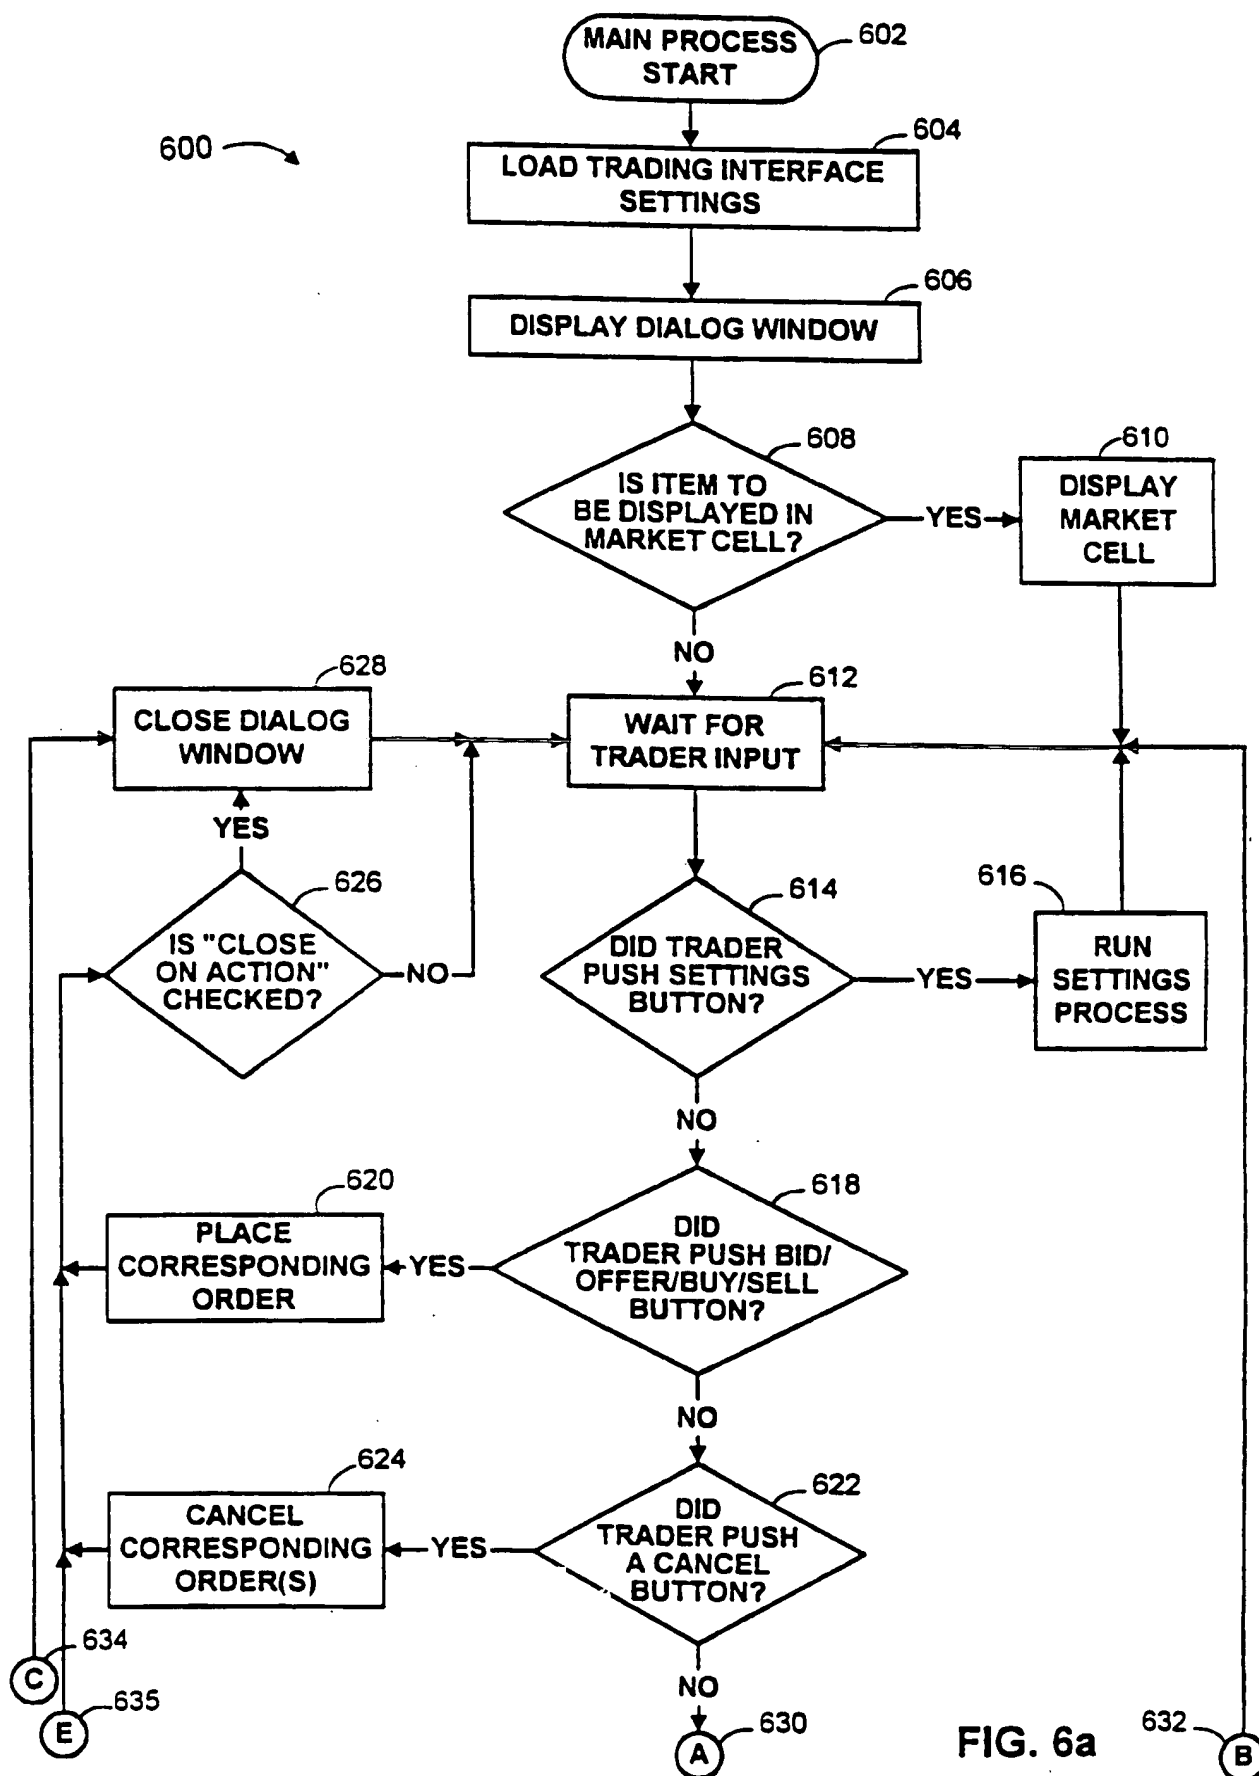 MAIN PROCESS
START
602
600
604
LOAD TRADING INTERFACE
SETTINGS
606
DISPLAY DIALOG WINDOW
608
IS ITEM TO
BE DISPLAYED IN
MARKET CELL?
YES
610
DISPLAY
MARKET
CELL
NO
628
CLOSE DIALOG
WINDOW
612
WAIT FOR
TRADER INPUT
YES
626
IS "CLOSE
ON ACTION"
CHECKED?
NO
614
DID TRADER
PUSH SETTINGS
BUTTON?
YES
616
RUN
SETTINGS
PROCESS
NO
620
PLACE
CORRESPONDING
ORDER
YES
618
DID
TRADER PUSH BID/
OFFER/BUY/SELL
BUTTON?
NO
624
CANCEL
CORRESPONDING
ORDER(S)
YES
622
DID
TRADER PUSH
A CANCEL
BUTTON?
634
C
635
E
NO
630
A
FIG. 6a
632
B